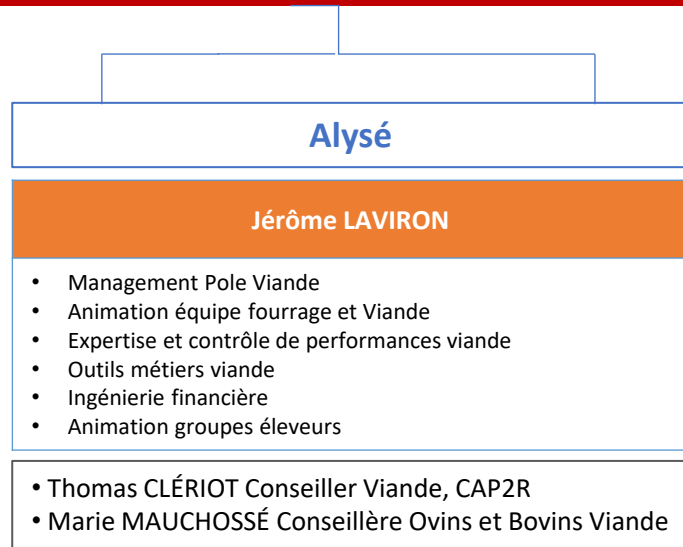 Alysé
Jérôme LAVIRON
• Management Pole Viande
• Animation équipe fourrage et Viande
• Expertise et contrôle de performances viande
• Outils métiers viande
• Ingénierie financière
• Animation groupes éleveurs
• Thomas CLÉRIOT Conseiller Viande, CAP2R
• Marie MAUCHOSSÉ Conseillère Ovins et Bovins Viande